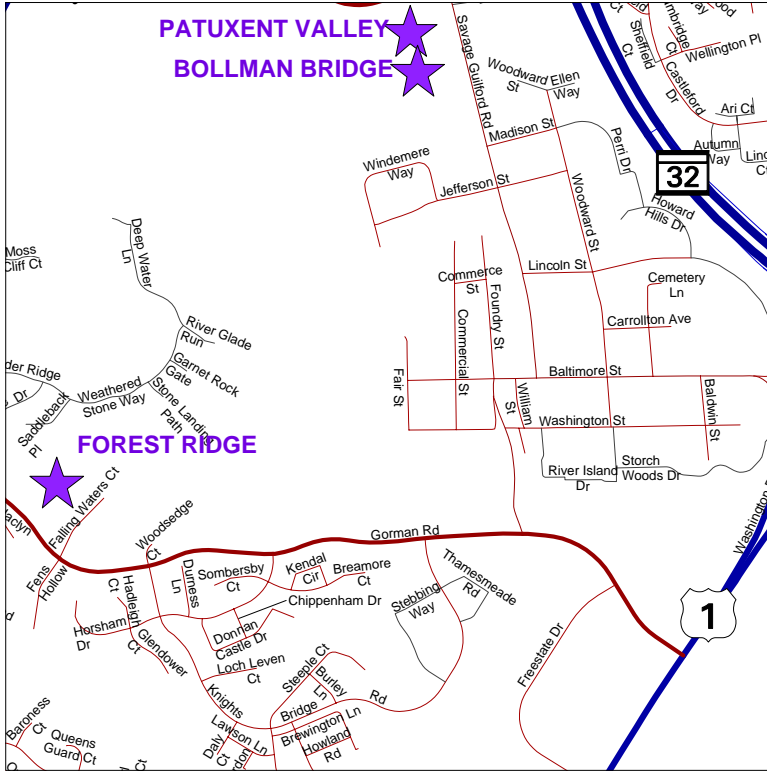 PATUXENT VALLEY
BOLLMAN BRIDGE
Savage Guilford Rd
Woodward
St
Ellen
Way
Madison St
Sheffield
Ct
Wellington Pl
Castleford
Dr
Ari Ct
Autumn
Way
Perri Dr
32
Windemere
Way
Jefferson St
Woodward St
Howard
Hills Dr
Deep Water
Ln
Moss
Cliff Ct
Lincoln St
Commerce
St
Cemetery
Ln
Foundry St
Commercial St
Carrollton Ave
River Glade
Run
Garnet Rock
Gate
der Ridge
Dr
Weathered
Stone Way
Stone Landing
Path
Saddleback
Pl
Fair St
Baltimore St
William
St
Baldwin St
Washington St
FOREST RIDGE
River Island
Dr
Storch
Woods Dr
Falling Waters Ct
Woodsedge
Ct
Gorman Rd
Washington
Fens
Hollow
Hadleigh
Ct
Durness
Ln
Sombersby
Ct
Kendal
Cir
Breamore
Ct
Thamesmeade
Rd
Chippenham Dr
Stebbing
Way
1
Horsham
Dr
Glendower
Donnan
Castle Dr
Loch Leven
Ct
Freestate Dr
Steeple Ct
Burley
Ln
Knights
Bridge
Rd
Brewington Ln
Howland
Rd
Lawson Ln
Daly
Ct
Baroness
Ct
Queens
Guard Ct
Ct